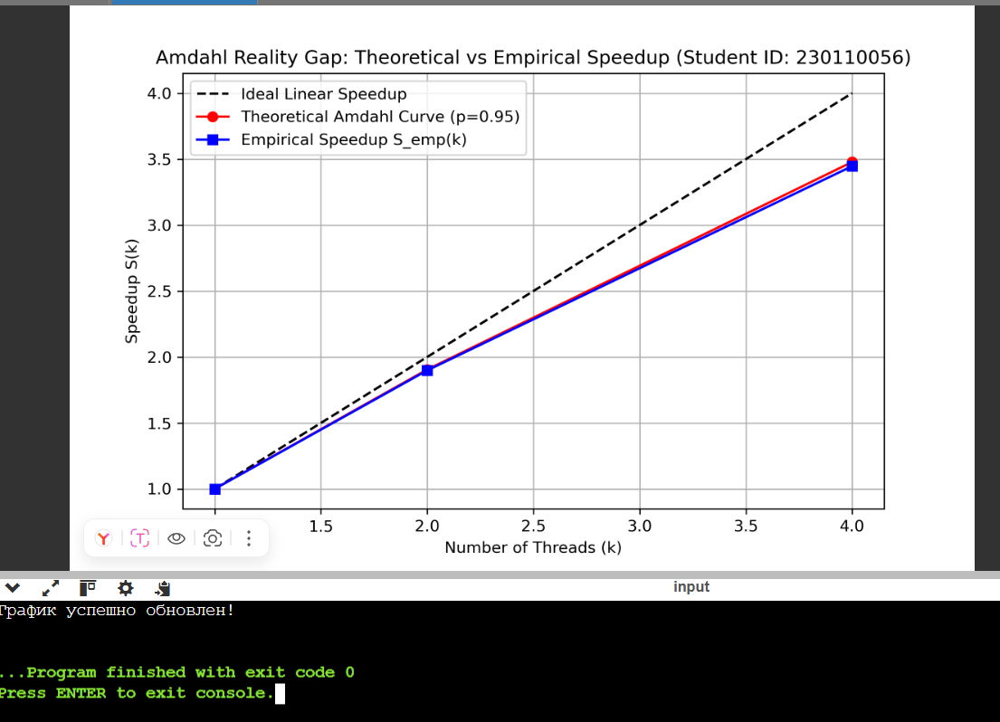 Amdahl Reality Gap: Theoretical vs Empirical Speedup (Student ID: 230110056)
Ideal Linear Speedup
Theoretical Amdahl Curve (p=0.95)
Empirical Speedup S_emp(k)
4.0
3.5
3.0
2.5
2.0
1.5
1.0
Speedup S(k)
1.5 2.0 2.5 3.0 3.5 4.0
Number of Threads (k)
Y T
input
График успешно обновлен!
...Program finished with exit code 0
Press ENTER to exit console.